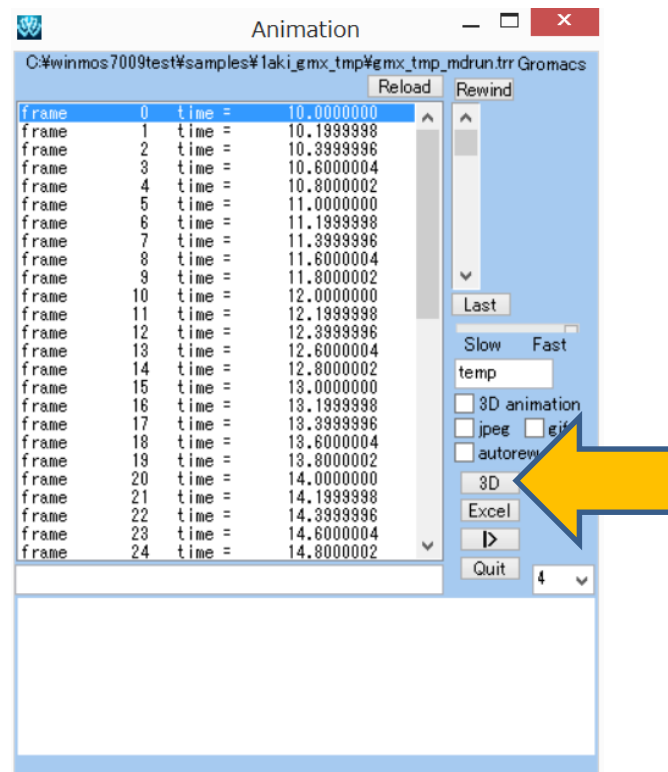 Animation
C:¥winmos7009test¥samples¥1aki_gmx_tmp¥gmx_tmp_mdrun.trr Gromacs
Reload Rewind
frame 0 time = 10.0000000
frame 1 time = 10.1999998
frame 2 time = 10.3999996
frame 3 time = 10.6000004
frame 4 time = 10.8000002
frame 5 time = 11.0000000
frame 6 time = 11.1999998
frame 7 time = 11.3999996
frame 8 time = 11.6000004
frame 9 time = 11.8000002
frame 10 time = 12.0000000
frame 11 time = 12.1999998
frame 12 time = 12.3999996
frame 13 time = 12.6000004
frame 14 time = 12.8000002
frame 15 time = 13.0000000
frame 16 time = 13.1999998
frame 17 time = 13.3999996
frame 18 time = 13.6000004
frame 19 time = 13.8000002
frame 20 time = 14.0000000
frame 21 time = 14.1999998
frame 22 time = 14.3999996
frame 23 time = 14.6000004
frame 24 time = 14.8000002
Last
Slow Fast
temp
3D animation
jpeg gif
autorew
3D
Excel
|>
Quit 4